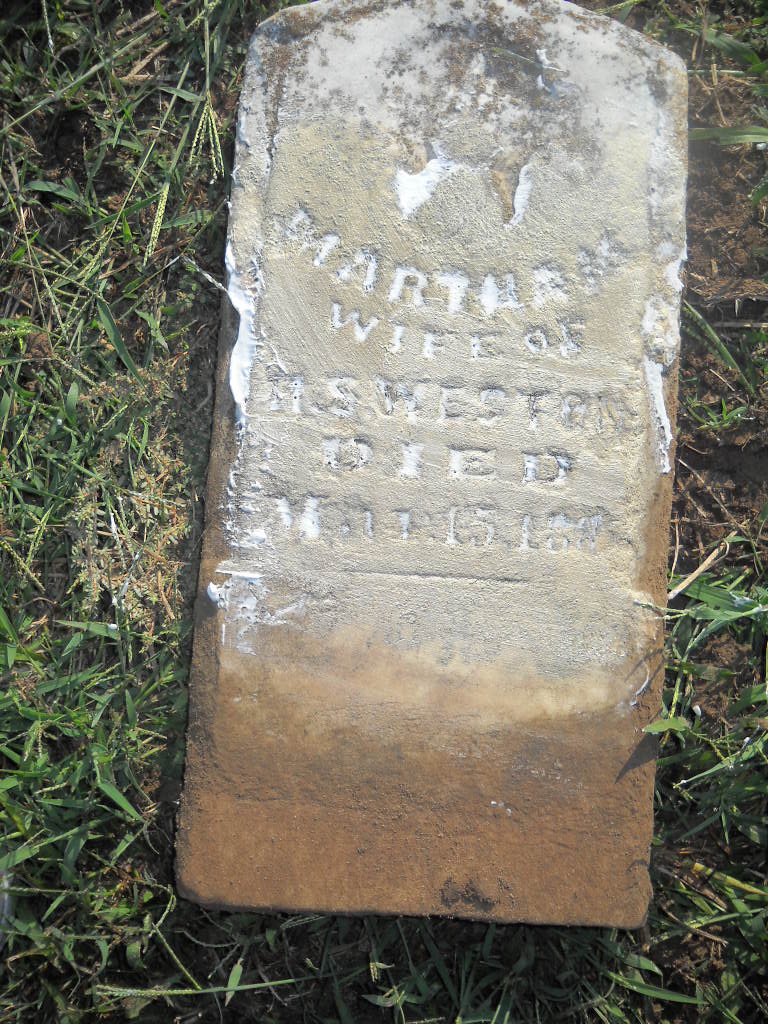 MARTHA
WIFE OF
H.S.WESTON
DIED
15.